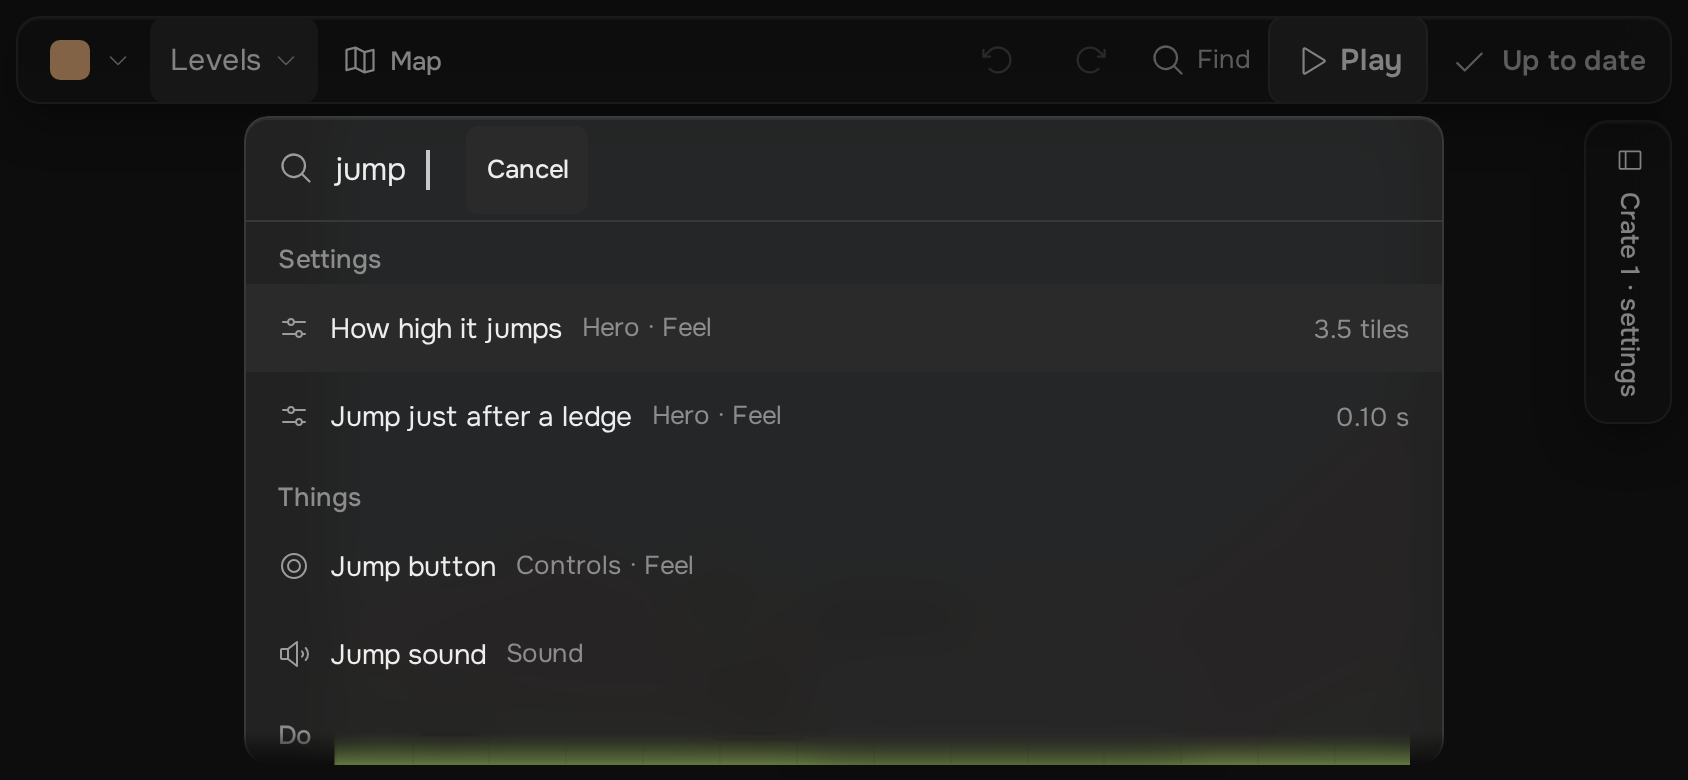 Levels Map Find Play Up to date
jump Cancel
Crate 1 · settings
Settings
How high it jumps Hero · Feel 3.5 tiles
Jump just after a ledge Hero · Feel 0.10 s
Things
Jump button Controls · Feel
Jump sound Sound
Do